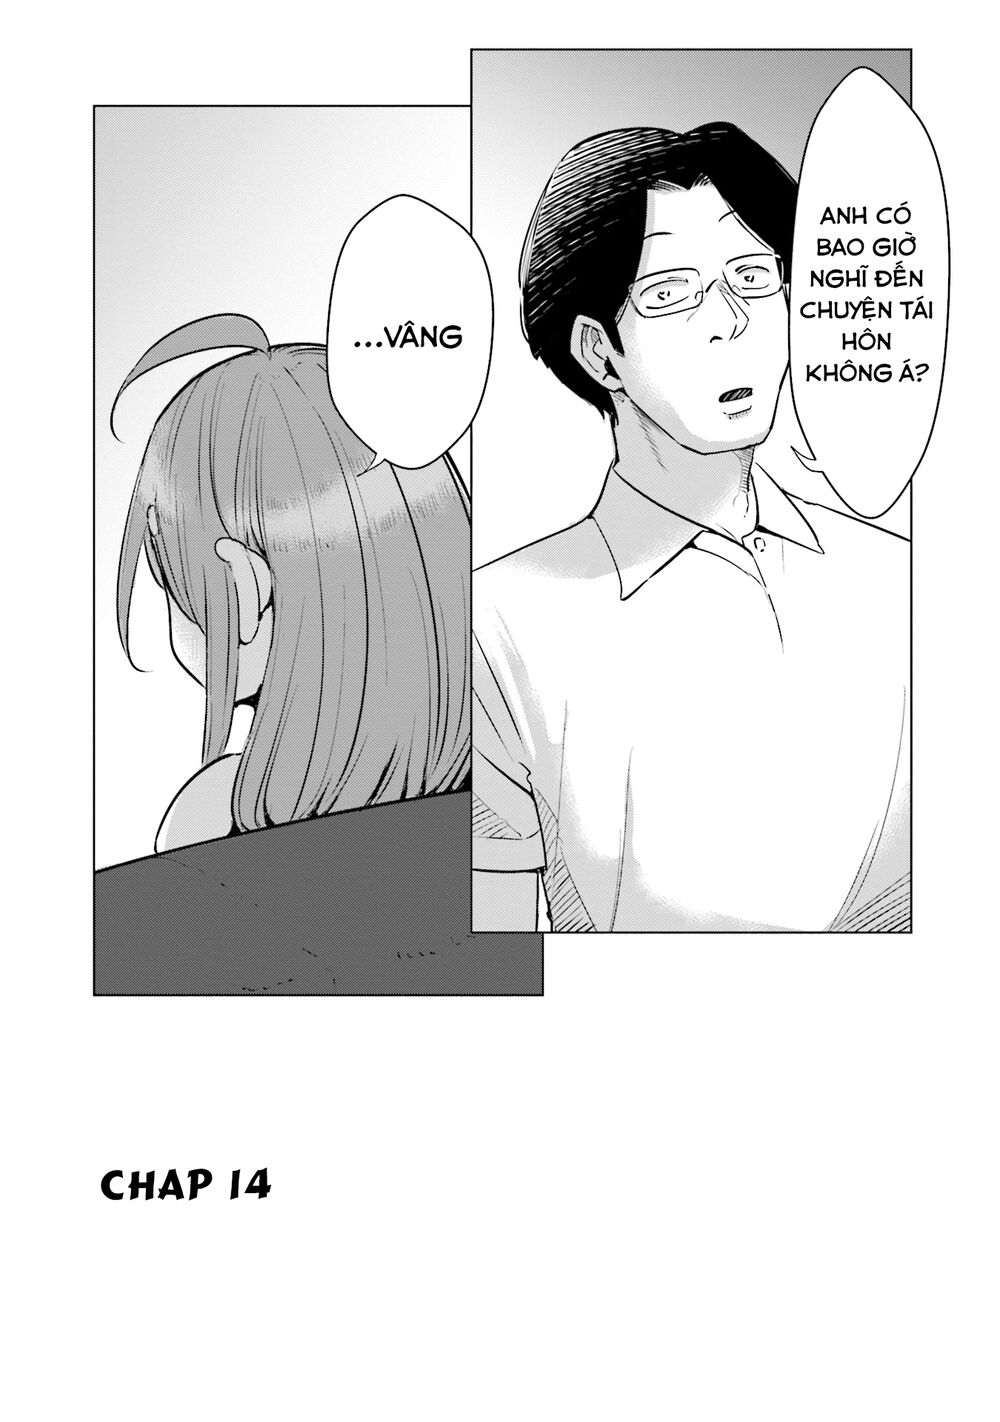 ANH CÓ
BAO GIỜ
NGHĨ ĐẾN
CHUYỆN TÁI
HÔN
KHÔNG Á?
...VÂNG
CHAP 14